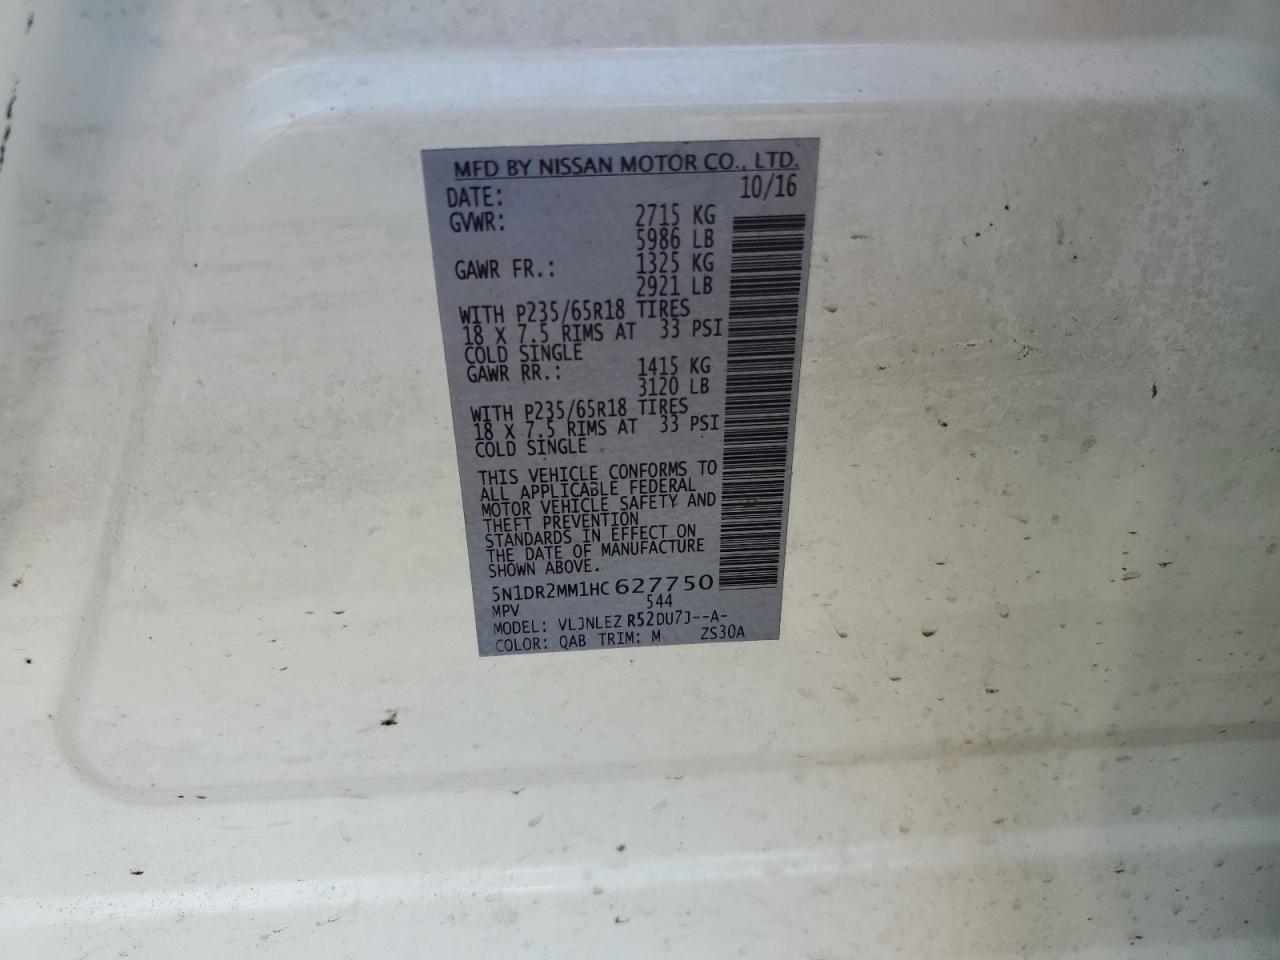 MFD BY NISSAN MOTOR CO., LTD.
DATE: 10/16
GVWR: 2715 KG
5986 LB
GAWR FR.: 1325 KG
2921 LB
WITH P235/65R18 TIRES
18 X 7.5 RIMS AT 33 PSI
COLD SINGLE
GAWR RR.: 1415 KG
3120 LB
WITH P235/65R18 TIRES
18 X 7.5 RIMS AT 33 PSI
COLD SINGLE
THIS VEHICLE CONFORMS TO
ALL APPLICABLE FEDERAL
MOTOR VEHICLE SAFETY AND
THEFT PREVENTION
STANDARDS IN EFFECT ON
THE DATE OF MANUFACTURE
SHOWN ABOVE.
5N1DR2MM1HC627750
MPV 544
MODEL: VLJNLEZ R52DU7J--A-
COLOR: QAB TRIM: M ZS30A